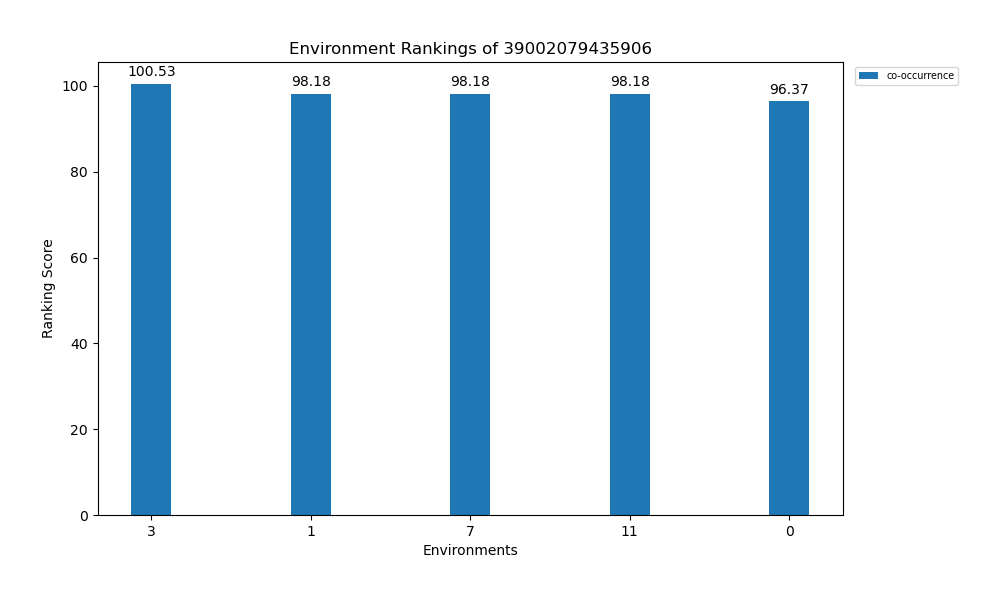 Environment Rankings of 39002079435906
co-occurrence
100.53
98.18
98.18
98.18
96.37
Ranking Score
100
80
60
40
20
0
3 1 7 11 0
Environments